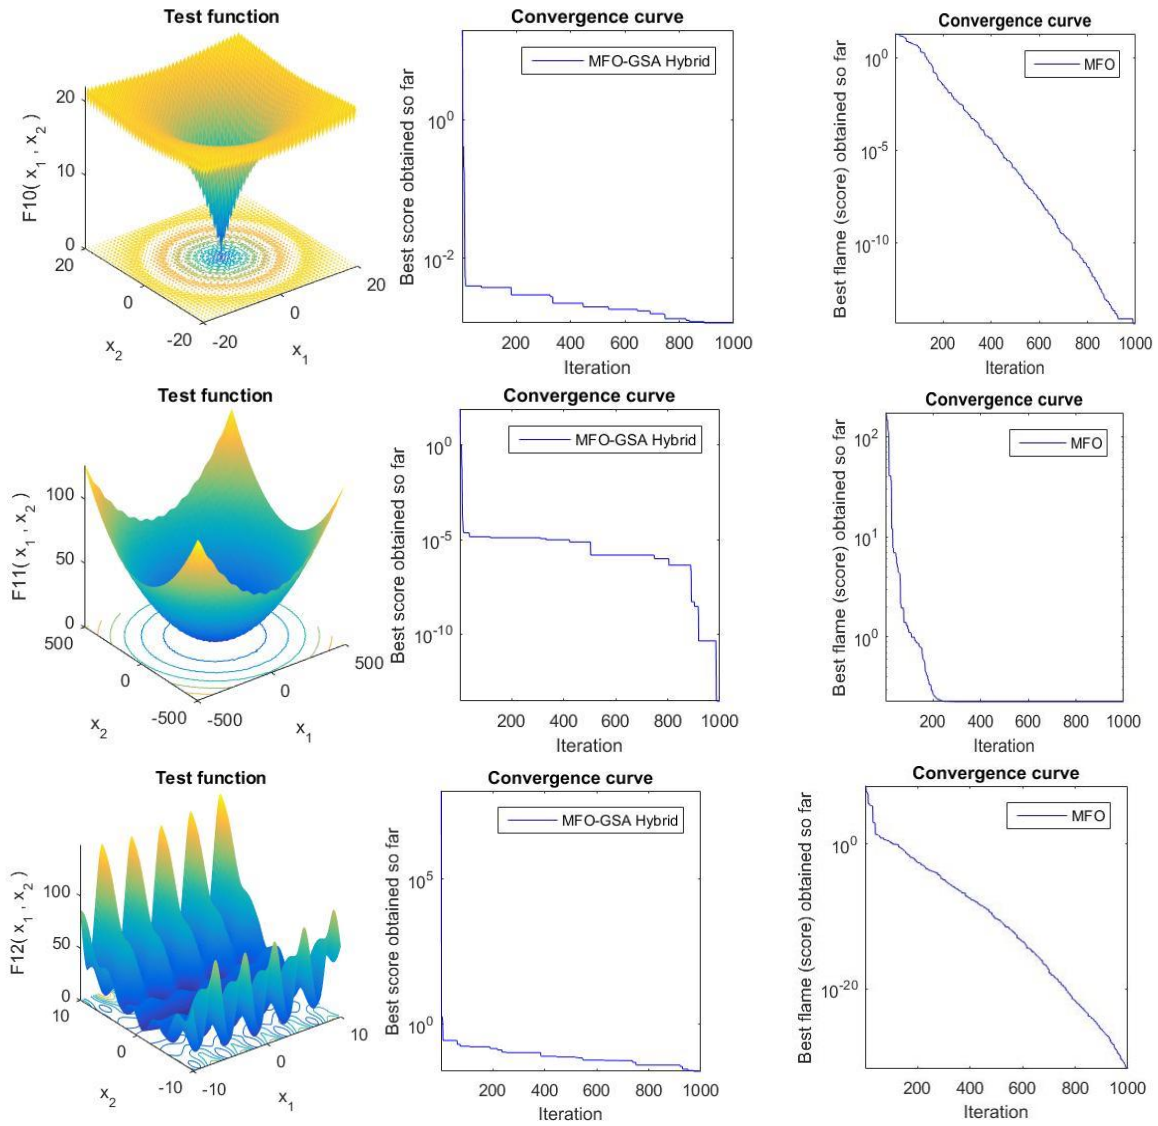 Test function
F10( x1 , x2 )
20
10
0
20
0
-20
x2
-20
0
20
x1
Convergence curve
MFO-GSA Hybrid
Best score obtained so far
10^0
10^-2
200 400 600 800 1000
Iteration
Convergence curve
MFO
Best flame (score) obtained so far
10^0
10^-5
10^-10
200 400 600 800 1000
Iteration
Test function
F11( x1 , x2 )
100
50
0
500
0
-500
x2
-500
0
500
x1
Convergence curve
MFO-GSA Hybrid
Best score obtained so far
10^0
10^-5
10^-10
200 400 600 800 1000
Iteration
Convergence curve
MFO
Best flame (score) obtained so far
10^2
10^1
10^0
200 400 600 800 1000
Iteration
Test function
F12( x1 , x2 )
100
50
0
10
0
-10
x2
-10
0
10
x1
Convergence curve
MFO-GSA Hybrid
Best score obtained so far
10^5
10^0
200 400 600 800 1000
Iteration
Convergence curve
MFO
Best flame (score) obtained so far
10^0
10^-20
200 400 600 800 1000
Iteration